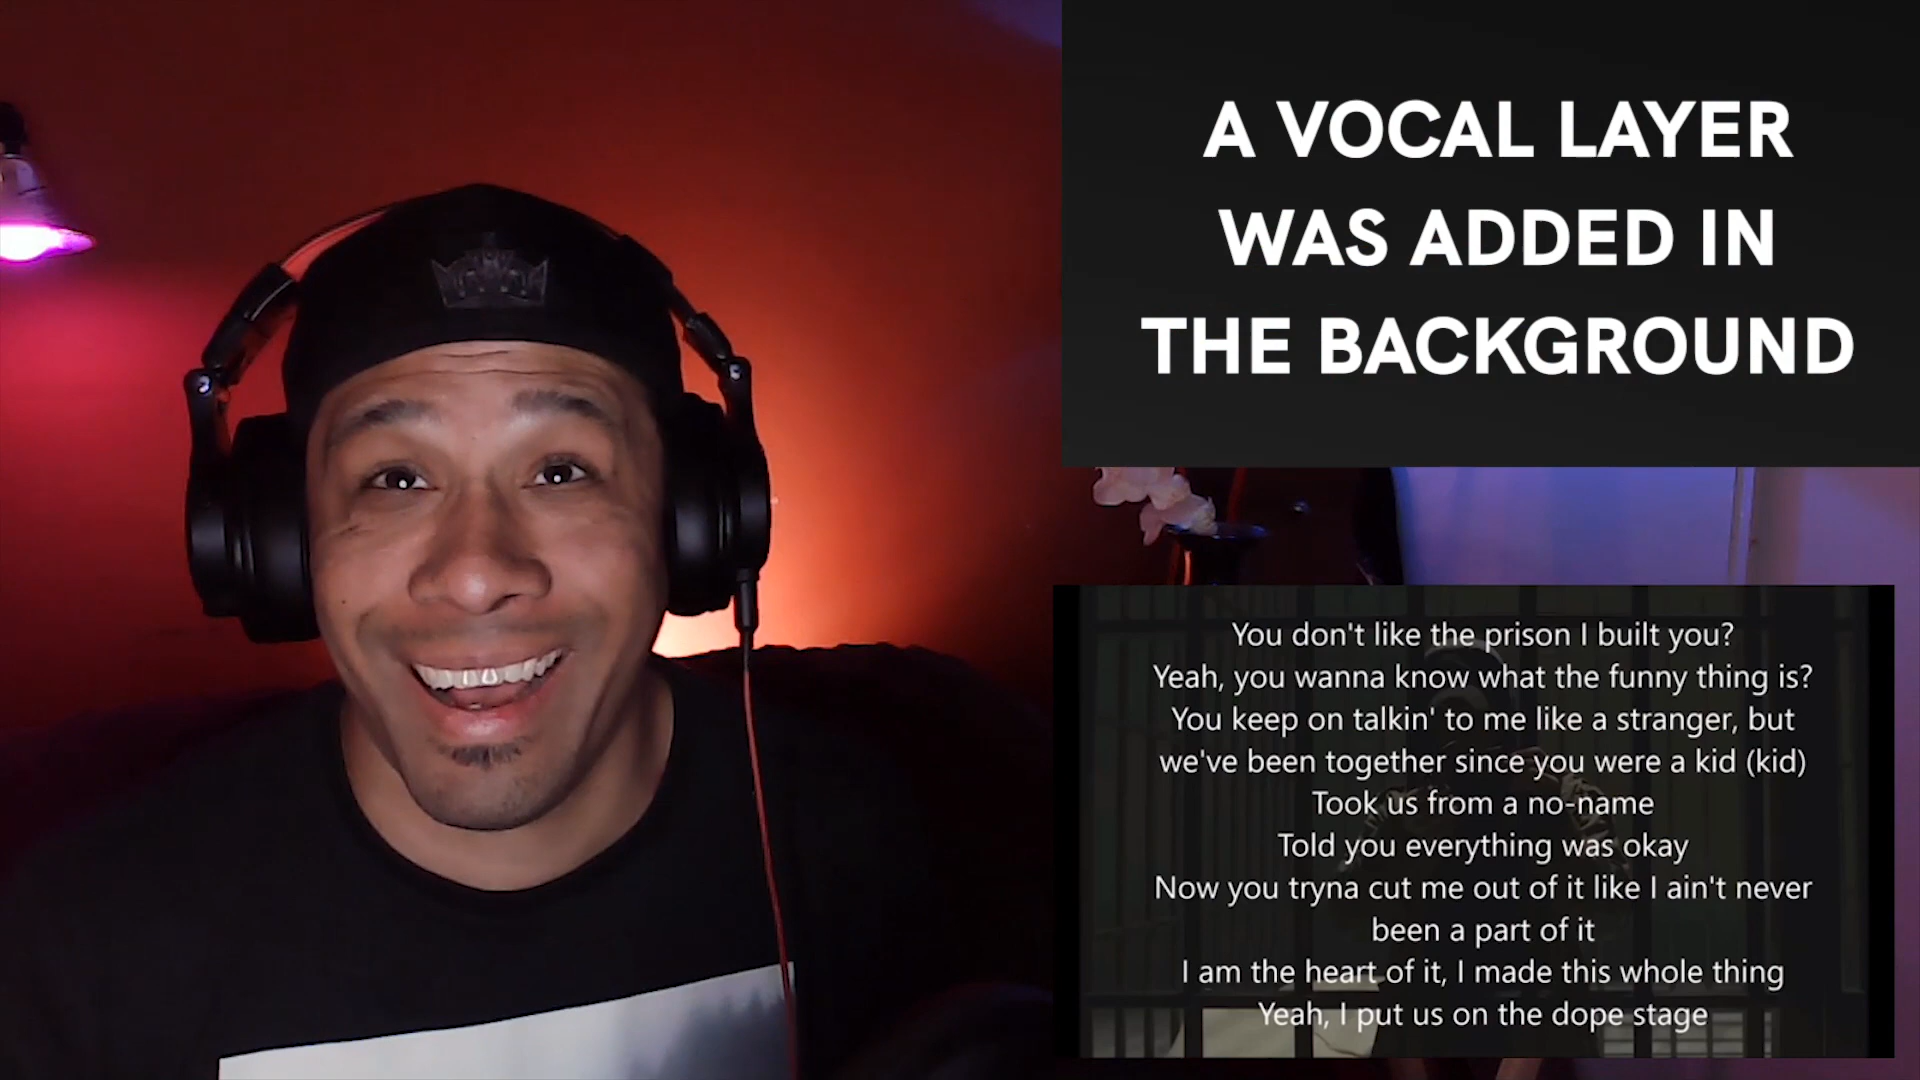 A VOCAL LAYER
WAS ADDED IN
THE BACKGROUND
You don't like the prison I built you?
Yeah, you wanna know what the funny thing is?
You keep on talkin' to me like a stranger, but
we've been together since you were a kid (kid)
Took us from a no-name
Told you everything was okay
Now you tryna cut me out of it like I ain't never
been a part of it
I am the heart of it, I made this whole thing
Yeah, I put us on the dope stage